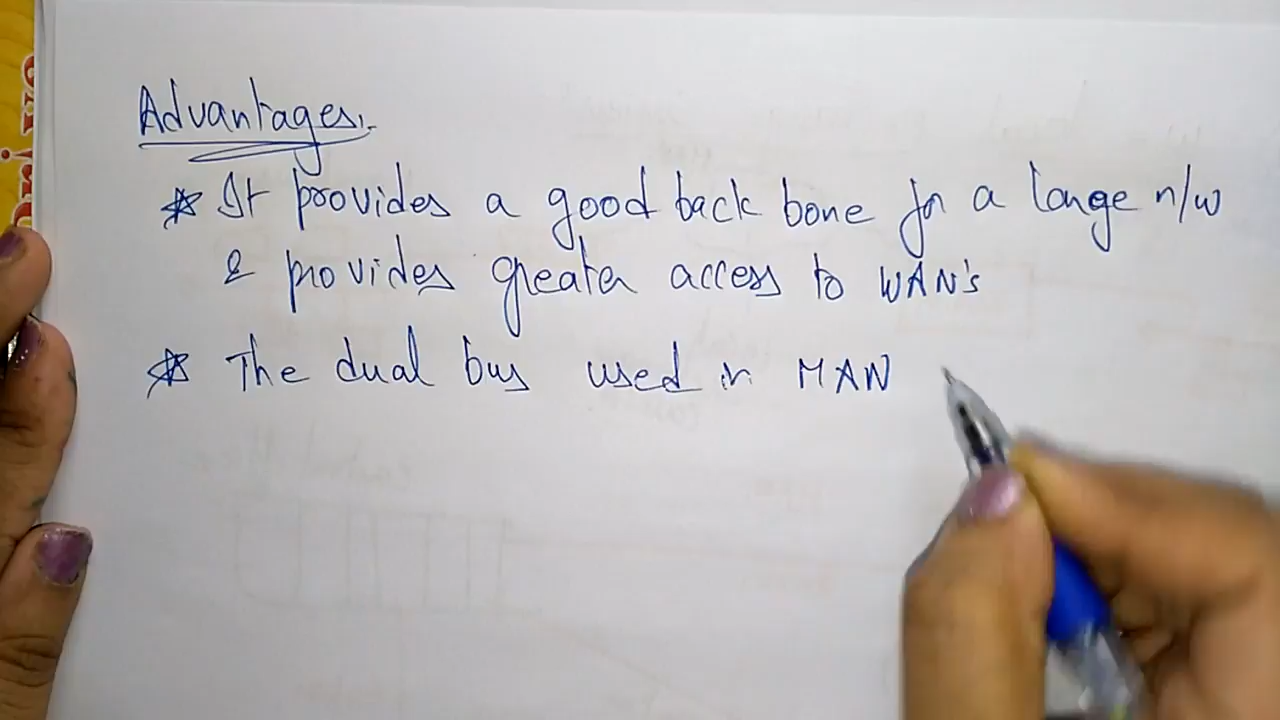 Advantages:-
* It provides a good back bone for a large n/w
& provides greater access to WAN's
* The dual bus used in MAN